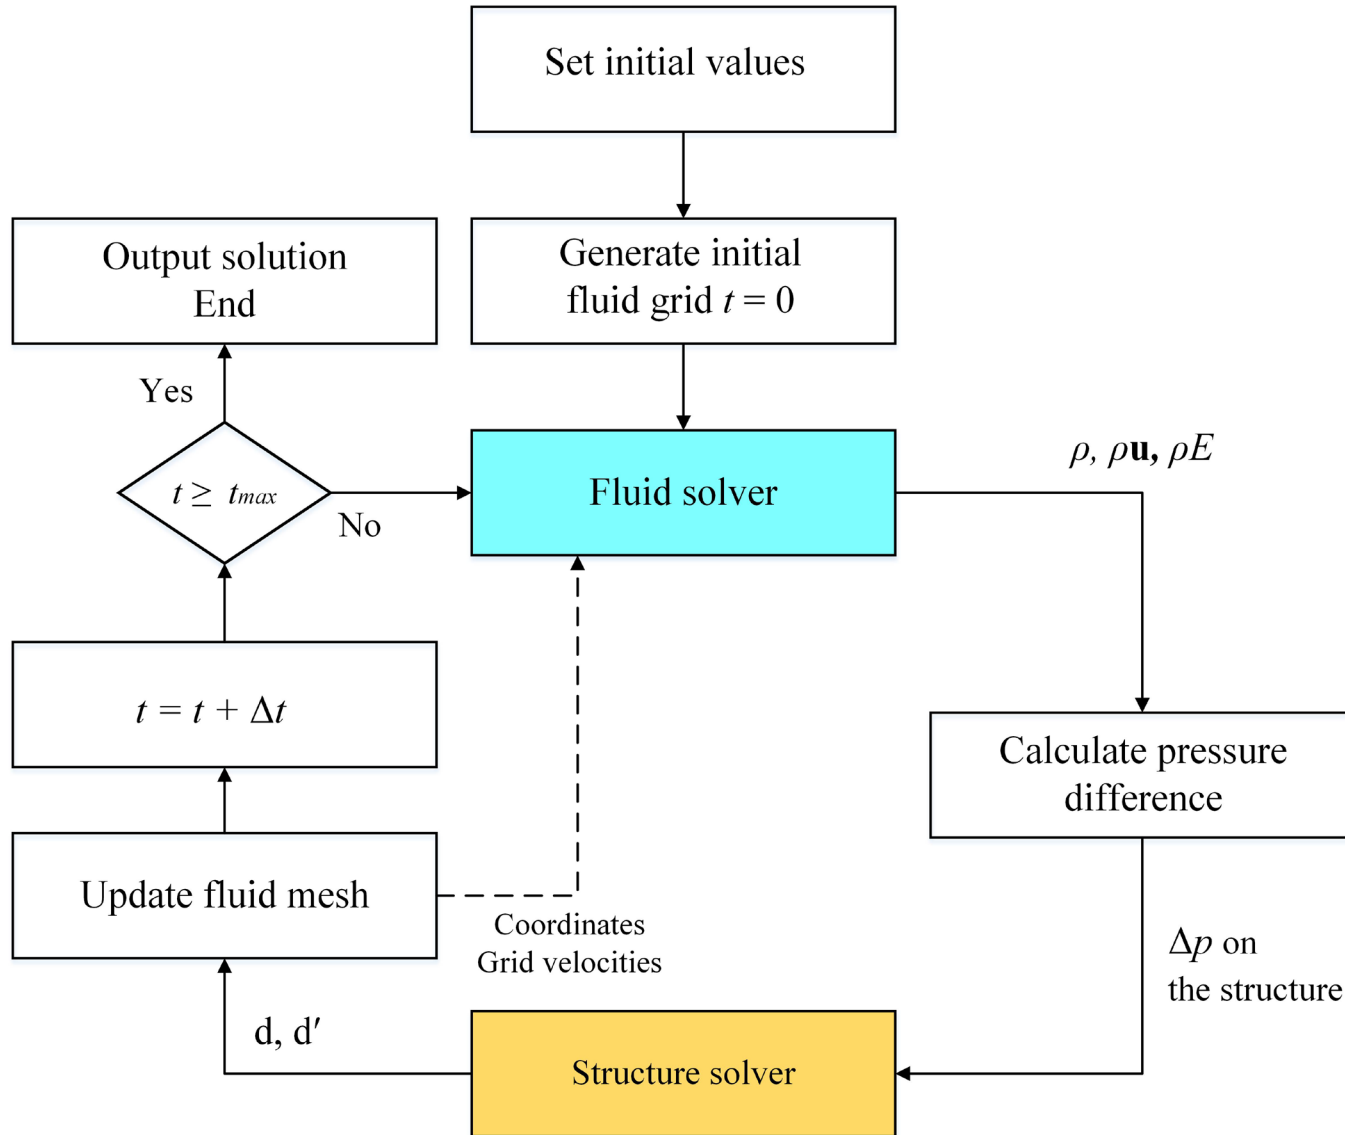 Set initial values
Output solution
End
Generate initial
fluid grid t = 0
Yes
t ≥ tmax
No
Fluid solver
ρ, ρu, ρE
t = t + Δt
Calculate pressure
difference
Update fluid mesh
Coordinates
Grid velocities
Δp on
the structure
d, d′
Structure solver